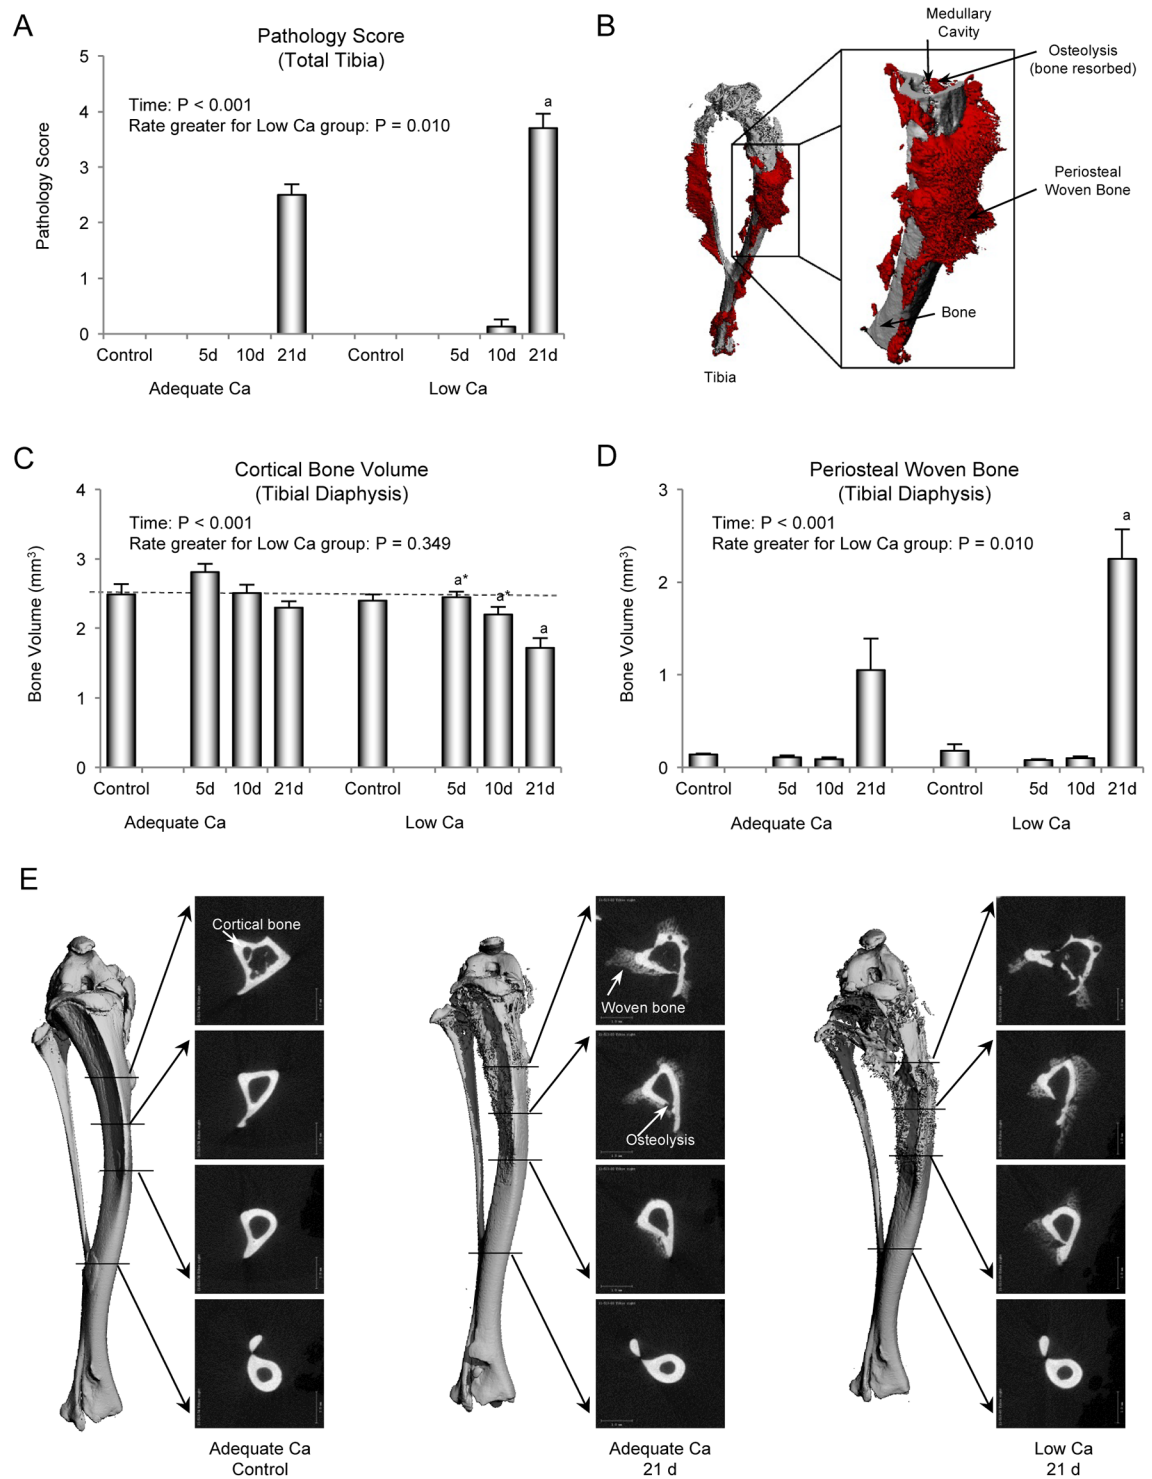 A
Pathology Score
(Total Tibia)
Time: P < 0.001
Rate greater for Low Ca group: P = 0.010
Pathology Score
5
4
3
2
1
0
a
Control 5d 10d 21d Control 5d 10d 21d
Adequate Ca Low Ca
B
Medullary
Cavity
Osteolysis
(bone resorbed)
Periosteal
Woven Bone
Bone
Tibia
C
Cortical Bone Volume
(Tibial Diaphysis)
Time: P < 0.001
Rate greater for Low Ca group: P = 0.349
Bone Volume (mm³)
4
3
2
1
0
a*
a*
a
Control 5d 10d 21d Control 5d 10d 21d
Adequate Ca Low Ca
D
Periosteal Woven Bone
(Tibial Diaphysis)
Time: P < 0.001
Rate greater for Low Ca group: P = 0.010
Bone Volume (mm³)
3
2
1
0
a
Control 5d 10d 21d Control 5d 10d 21d
Adequate Ca Low Ca
E
Cortical bone
Woven bone
Osteolysis
Adequate Ca
Control
Adequate Ca
21 d
Low Ca
21 d